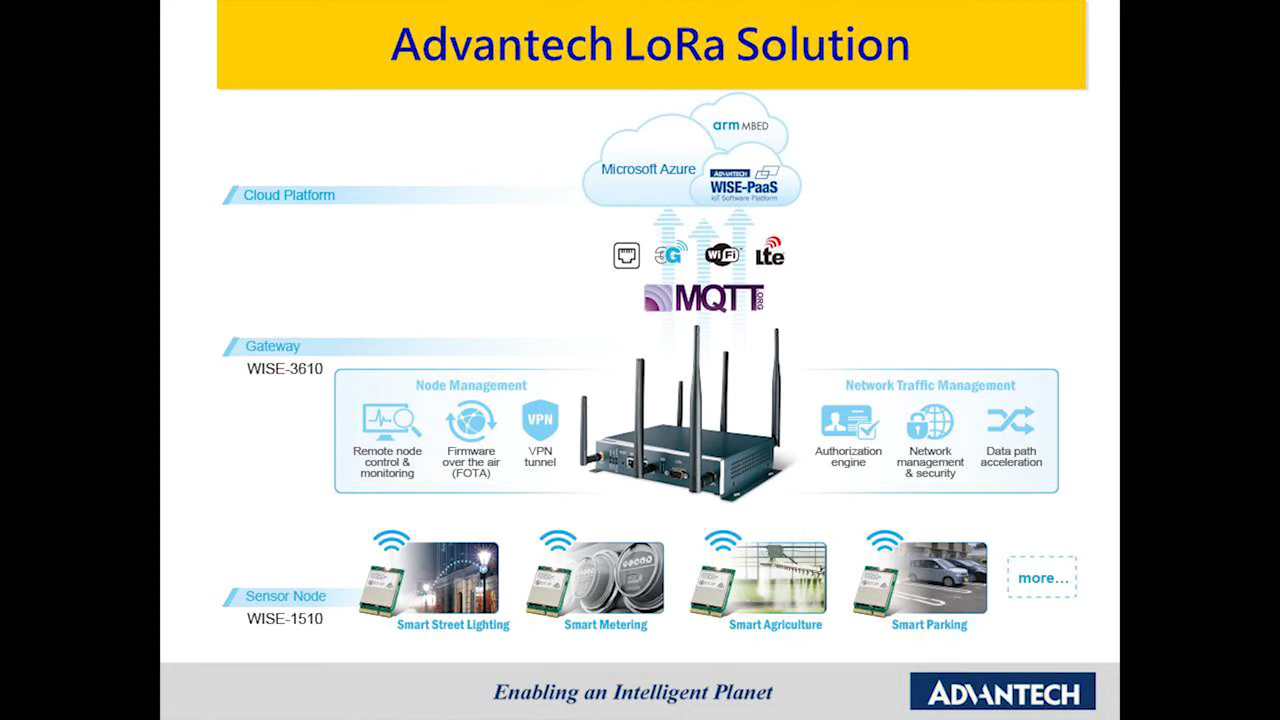 Advantech LoRa Solution
arm MBED
Microsoft Azure
ADVANTECH
WISE-PaaS
IoT Software Platform
Cloud Platform
3G
WiFi
Lte
MQTT.ORG
Gateway
WISE-3610
Node Management
Network Traffic Management
VPN
Remote node
control &
monitoring
Firmware
over the air
(FOTA)
VPN
tunnel
Authorization
engine
Network
management
& security
Data path
acceleration
Sensor Node
WISE-1510
more...
Smart Street Lighting
Smart Metering
Smart Agriculture
Smart Parking
Enabling an Intelligent Planet
ADVANTECH